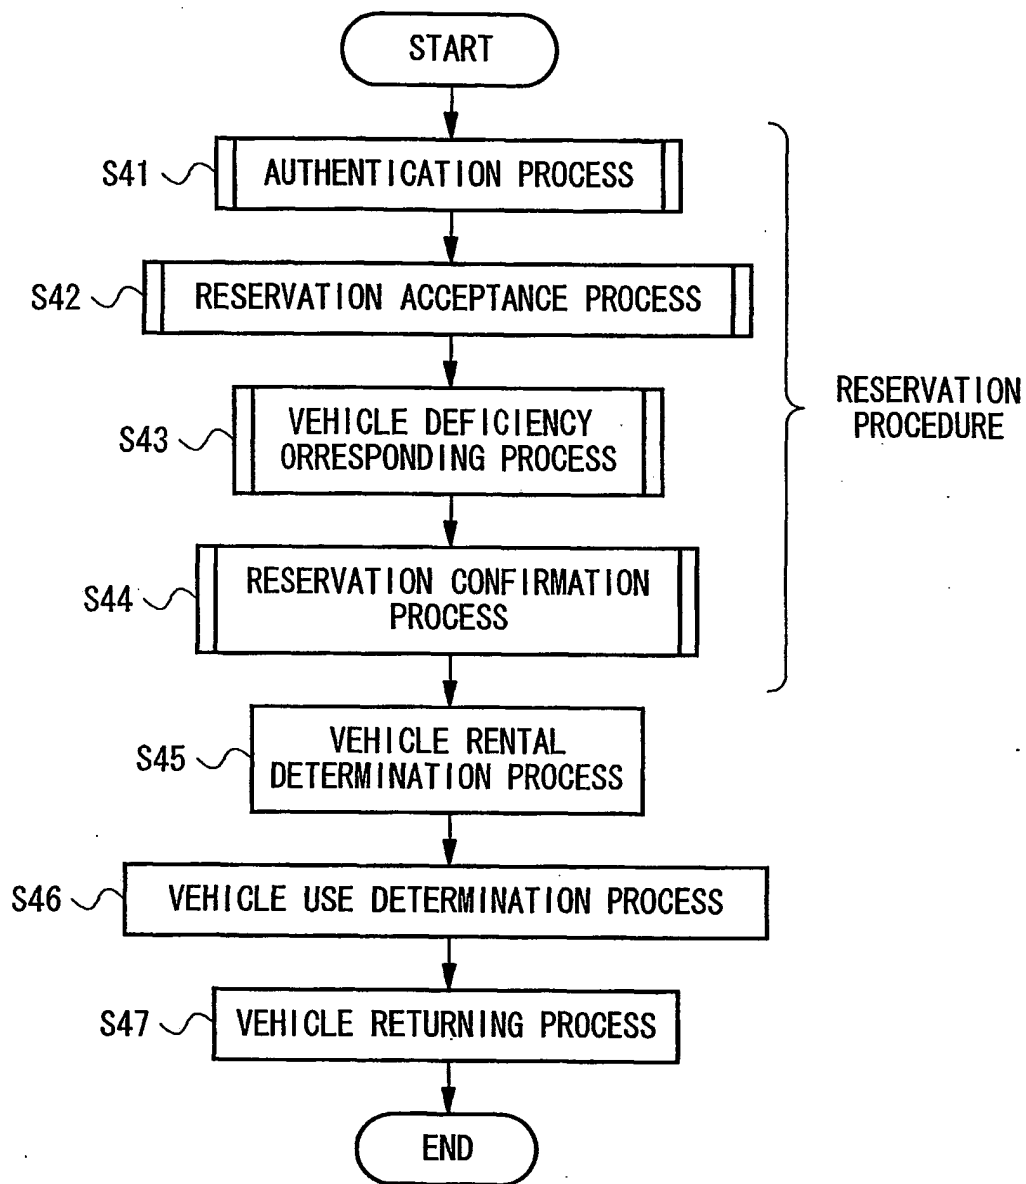 START
S41
AUTHENTICATION PROCESS
S42
RESERVATION ACCEPTANCE PROCESS
S43
VEHICLE DEFICIENCY
ORRESPONDING PROCESS
RESERVATION
PROCEDURE
S44
RESERVATION CONFIRMATION
PROCESS
S45
VEHICLE RENTAL
DETERMINATION PROCESS
S46
VEHICLE USE DETERMINATION PROCESS
S47
VEHICLE RETURNING PROCESS
END